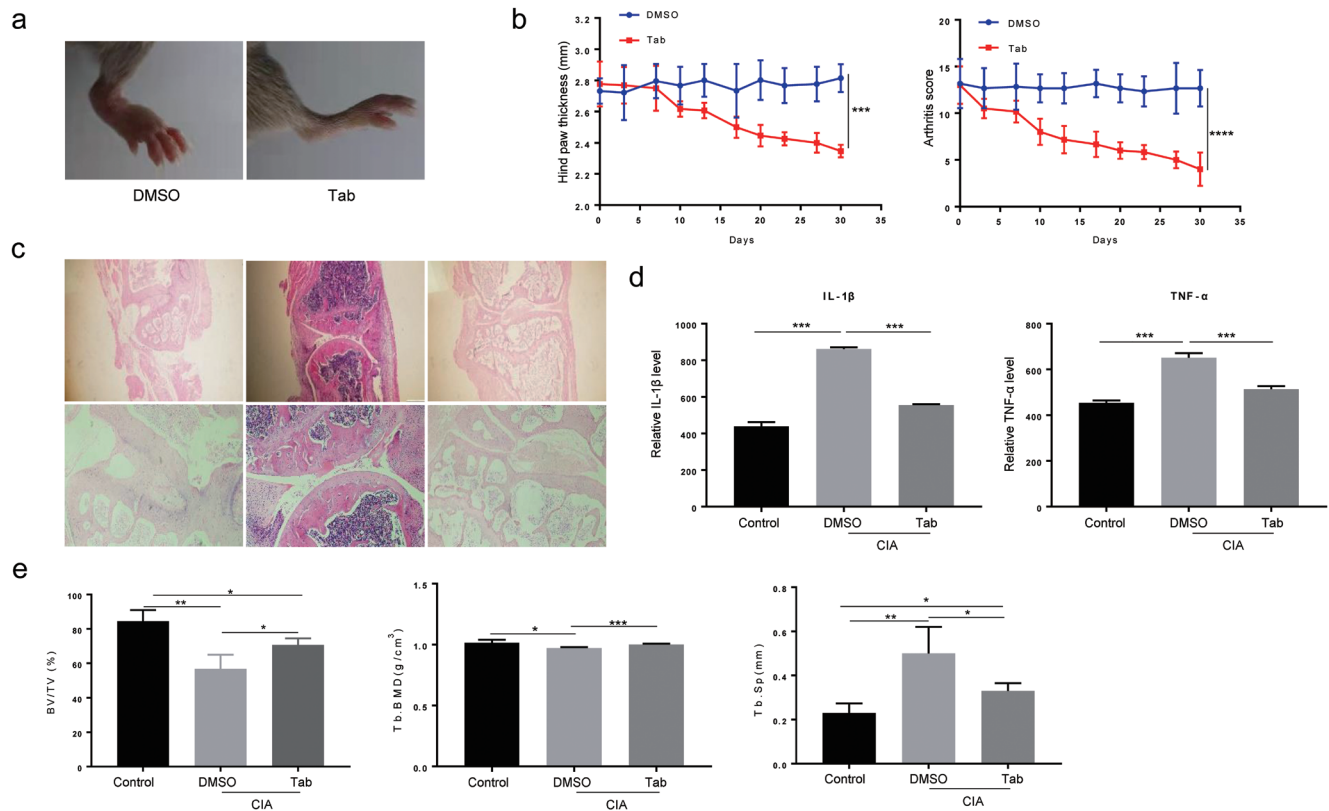 a
DMSO
Tab
b
DMSO
Tab
Hind paw thickness (mm)
3.2
3.0
2.8
2.6
2.4
2.2
2.0
0 5 10 15 20 25 30 35
Days
***
DMSO
Tab
Arthritis score
20
15
10
5
0
0 5 10 15 20 25 30 35
Days
****
c
d
IL-1β
Relative IL-1β level
1000
800
600
400
200
0
*** ***
Control DMSO Tab
CIA
TNF-α
Relative TNF-α level
800
600
400
200
0
*** ***
Control DMSO Tab
CIA
e
BV/TV (%)
100
80
60
40
20
0
*
**
*
Control DMSO Tab
CIA
Tb.BMD(g/cm³)
1.5
1.0
0.5
0.0
* ***
Control DMSO Tab
CIA
Tb.Sp(mm)
0.8
0.6
0.4
0.2
0.0
*
** *
Control DMSO Tab
CIA